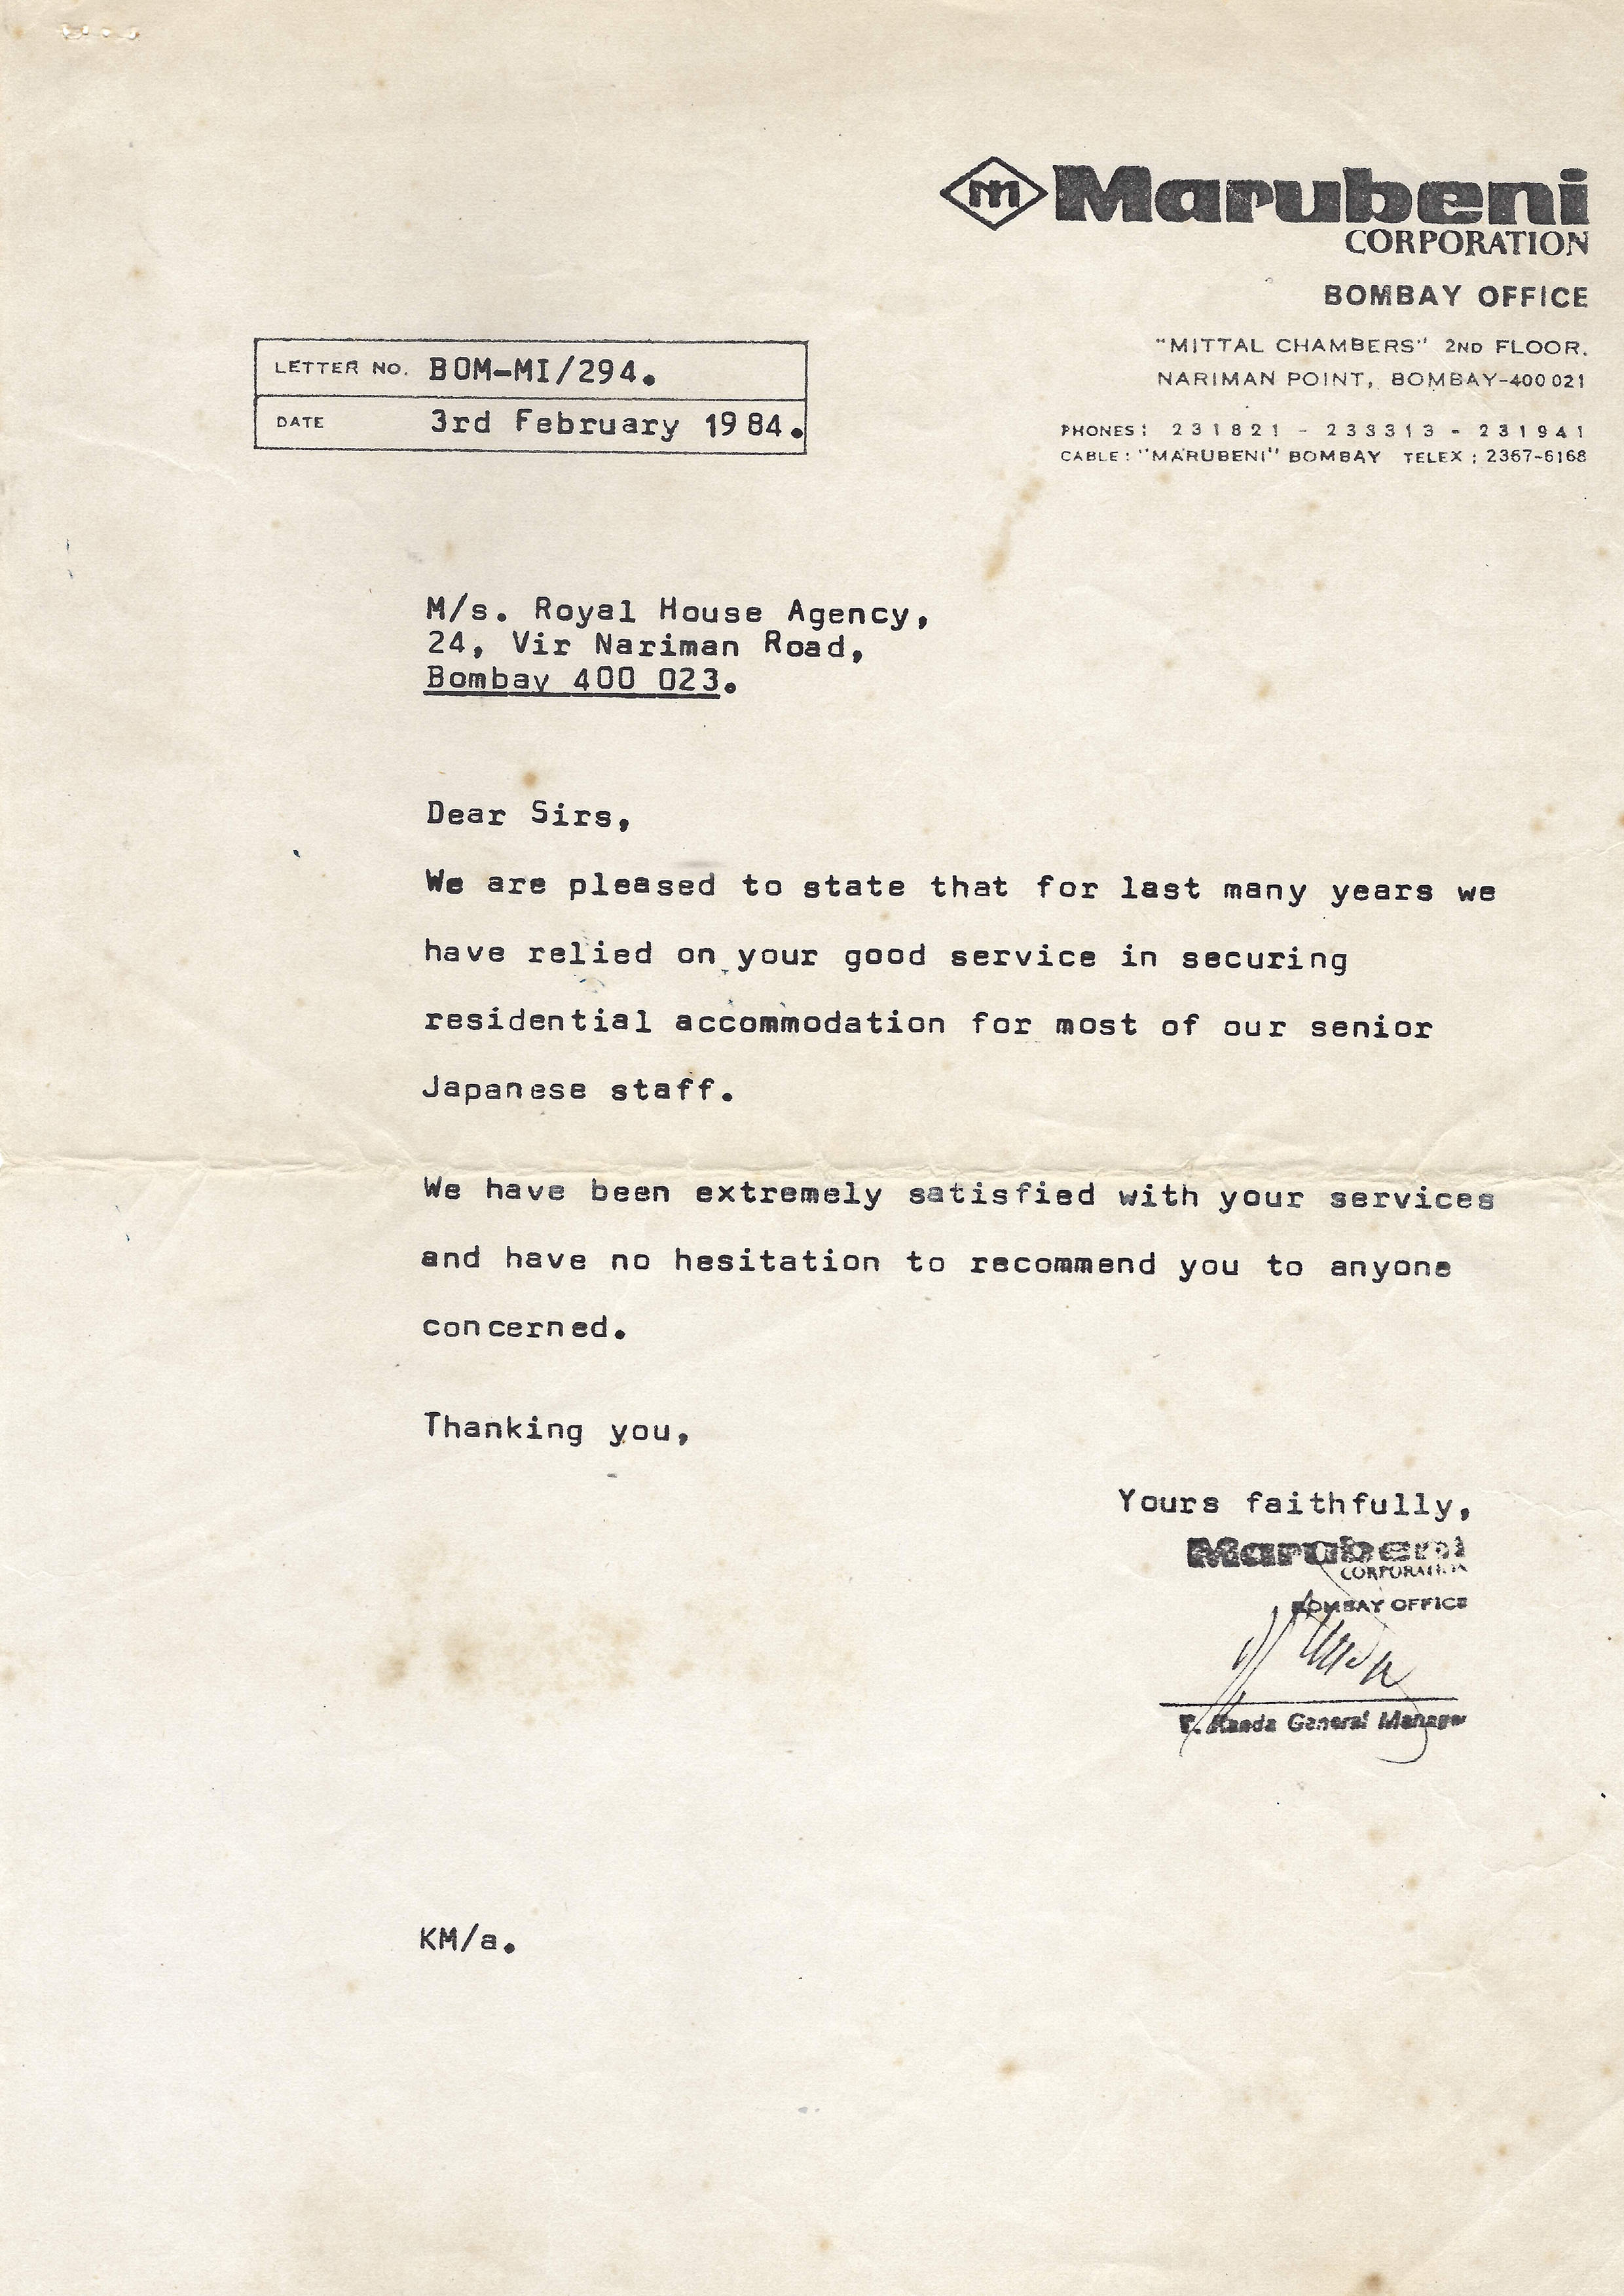 Marubeni
CORPORATION
BOMBAY OFFICE
"MITTAL CHAMBERS" 2ND FLOOR.
NARIMAN POINT, BOMBAY-400021
PHONES: 231821 - 233313 - 231941
CABLE: "MARUBENI" BOMBAY TELEX: 2367-6168
LETTER NO. BOM-MI/294.
DATE 3rd February 1984.
M/s. Royal House Agency,
24, Vir Nariman Road,
Bombay 400 023.
Dear Sirs,
We are pleased to state that for last many years we
have relied on your good service in securing
residential accommodation for most of our senior
Japanese staff.
We have been extremely satisfied with your services
and have no hesitation to recommend you to anyone
concerned.
Thanking you,
Yours faithfully,
Marubeni
CORPORATION
BOMBAY OFFICE
General Manager
KM/a.